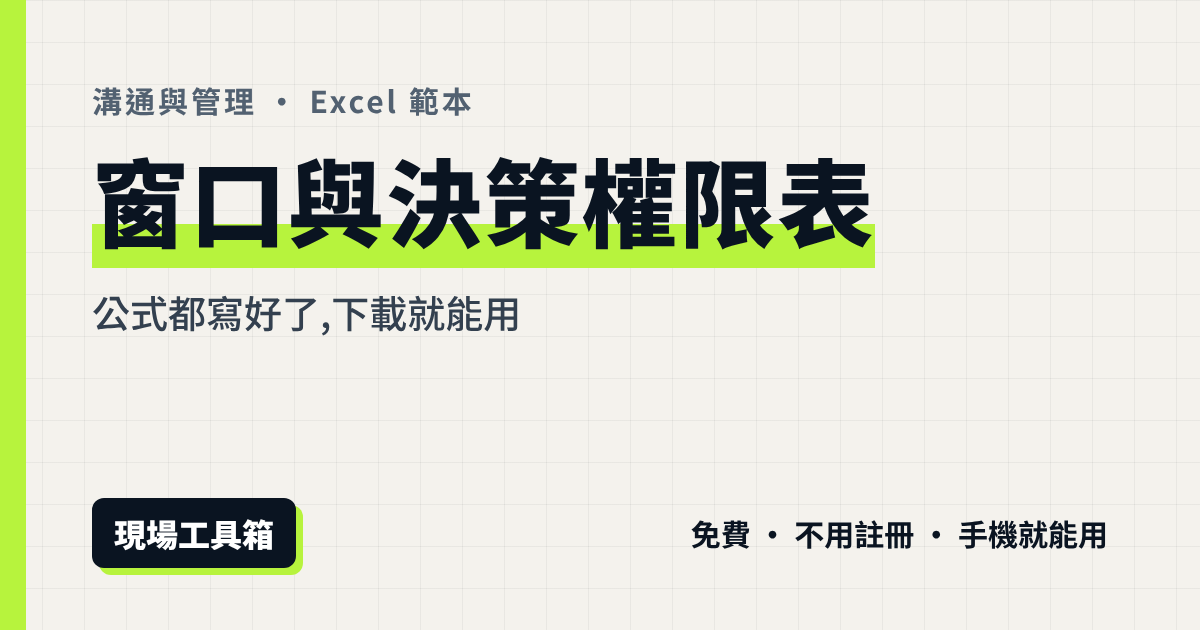 溝通與管理 · Excel 範本
窗口與決策權限表
公式都寫好了,下載就能用
現場工具箱
免費 · 不用註冊 · 手機就能用